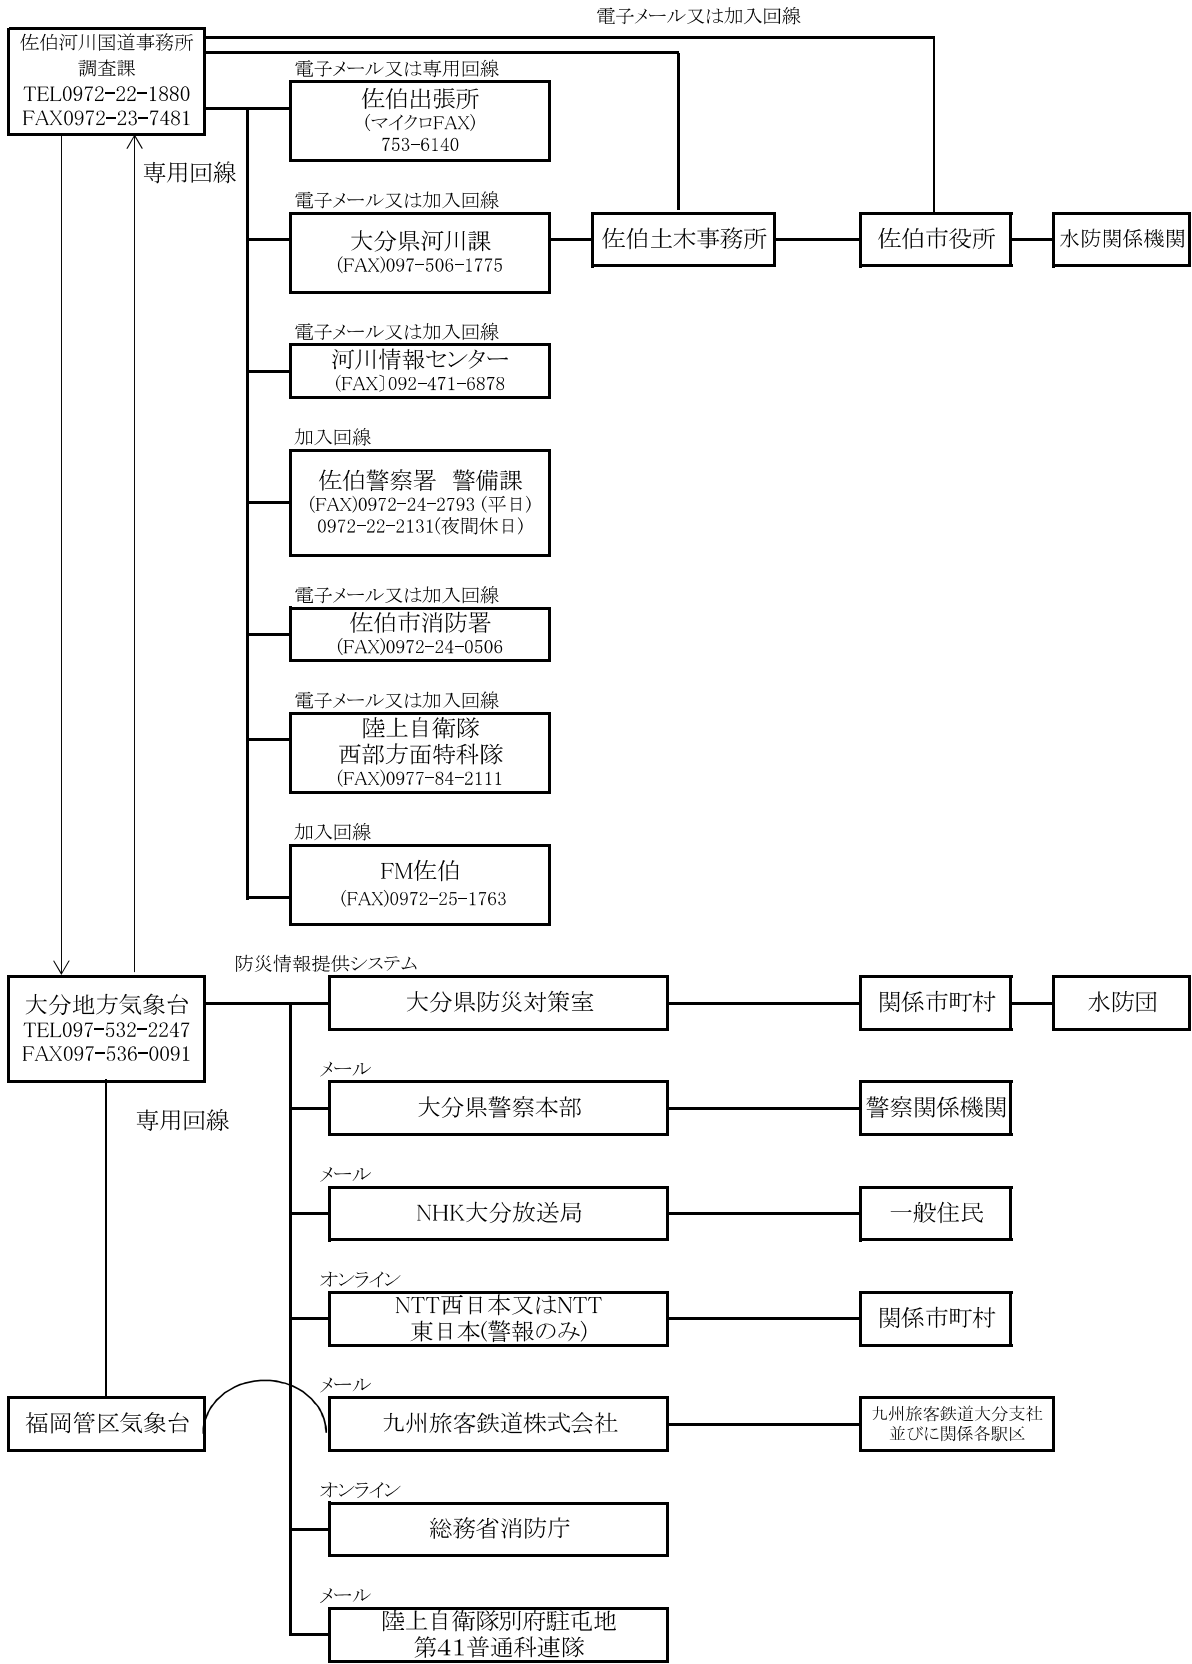 電子メール又は加入回線
佐伯河川国道事務所
調査課
TEL0972-22-1880
FAX0972-23-7481
専用回線
電子メール又は専用回線
佐伯出張所
(マイクロFAX)
753-6140
電子メール又は加入回線
大分県河川課
(FAX)097-506-1775
佐伯土木事務所
佐伯市役所
水防関係機関
電子メール又は加入回線
河川情報センター
(FAX〕092-471-6878
加入回線
佐伯警察署　警備課
(FAX)0972-24-2793 (平日)
0972-22-2131(夜間休日)
電子メール又は加入回線
佐伯市消防署
(FAX)0972-24-0506
電子メール又は加入回線
陸上自衛隊
西部方面特科隊
(FAX)0977-84-2111
加入回線
FM佐伯
(FAX)0972-25-1763
大分地方気象台
TEL097-532-2247
FAX097-536-0091
専用回線
福岡管区気象台
防災情報提供システム
大分県防災対策室
関係市町村
水防団
メール
大分県警察本部
警察関係機関
メール
NHK大分放送局
一般住民
オンライン
NTT西日本又はNTT
東日本(警報のみ)
関係市町村
メール
九州旅客鉄道株式会社
九州旅客鉄道大分支社
並びに関係各駅区
オンライン
総務省消防庁
メール
陸上自衛隊別府駐屯地
第41普通科連隊